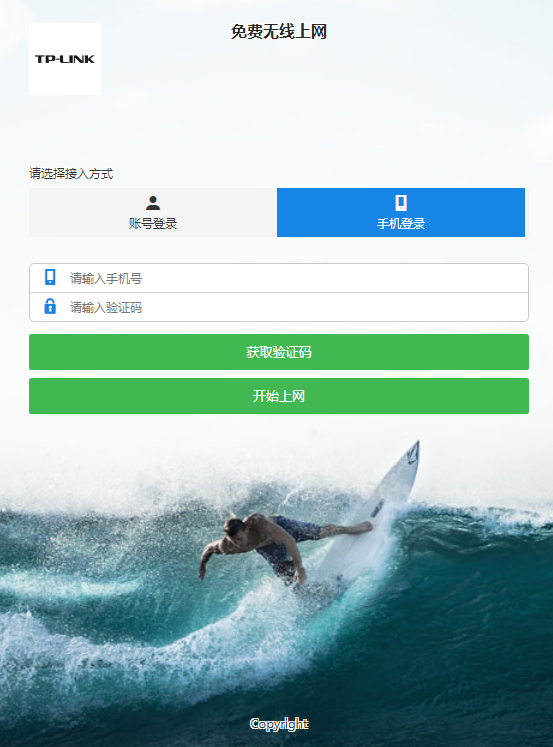 免费无线上网
TP-LINK
请选择接入方式
账号登录
手机登录
请输入手机号
请输入验证码
获取验证码
开始上网
Copyright